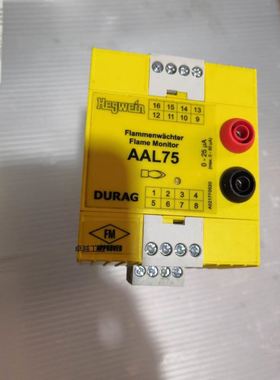 Hegwein
16 15 14 13
12 11 10 9
Flammenwächter
Flame Monitor
AAL75
0 - 25 µA
DURAG
1 2 3 4
5 6 7 8
FM
APPROVED